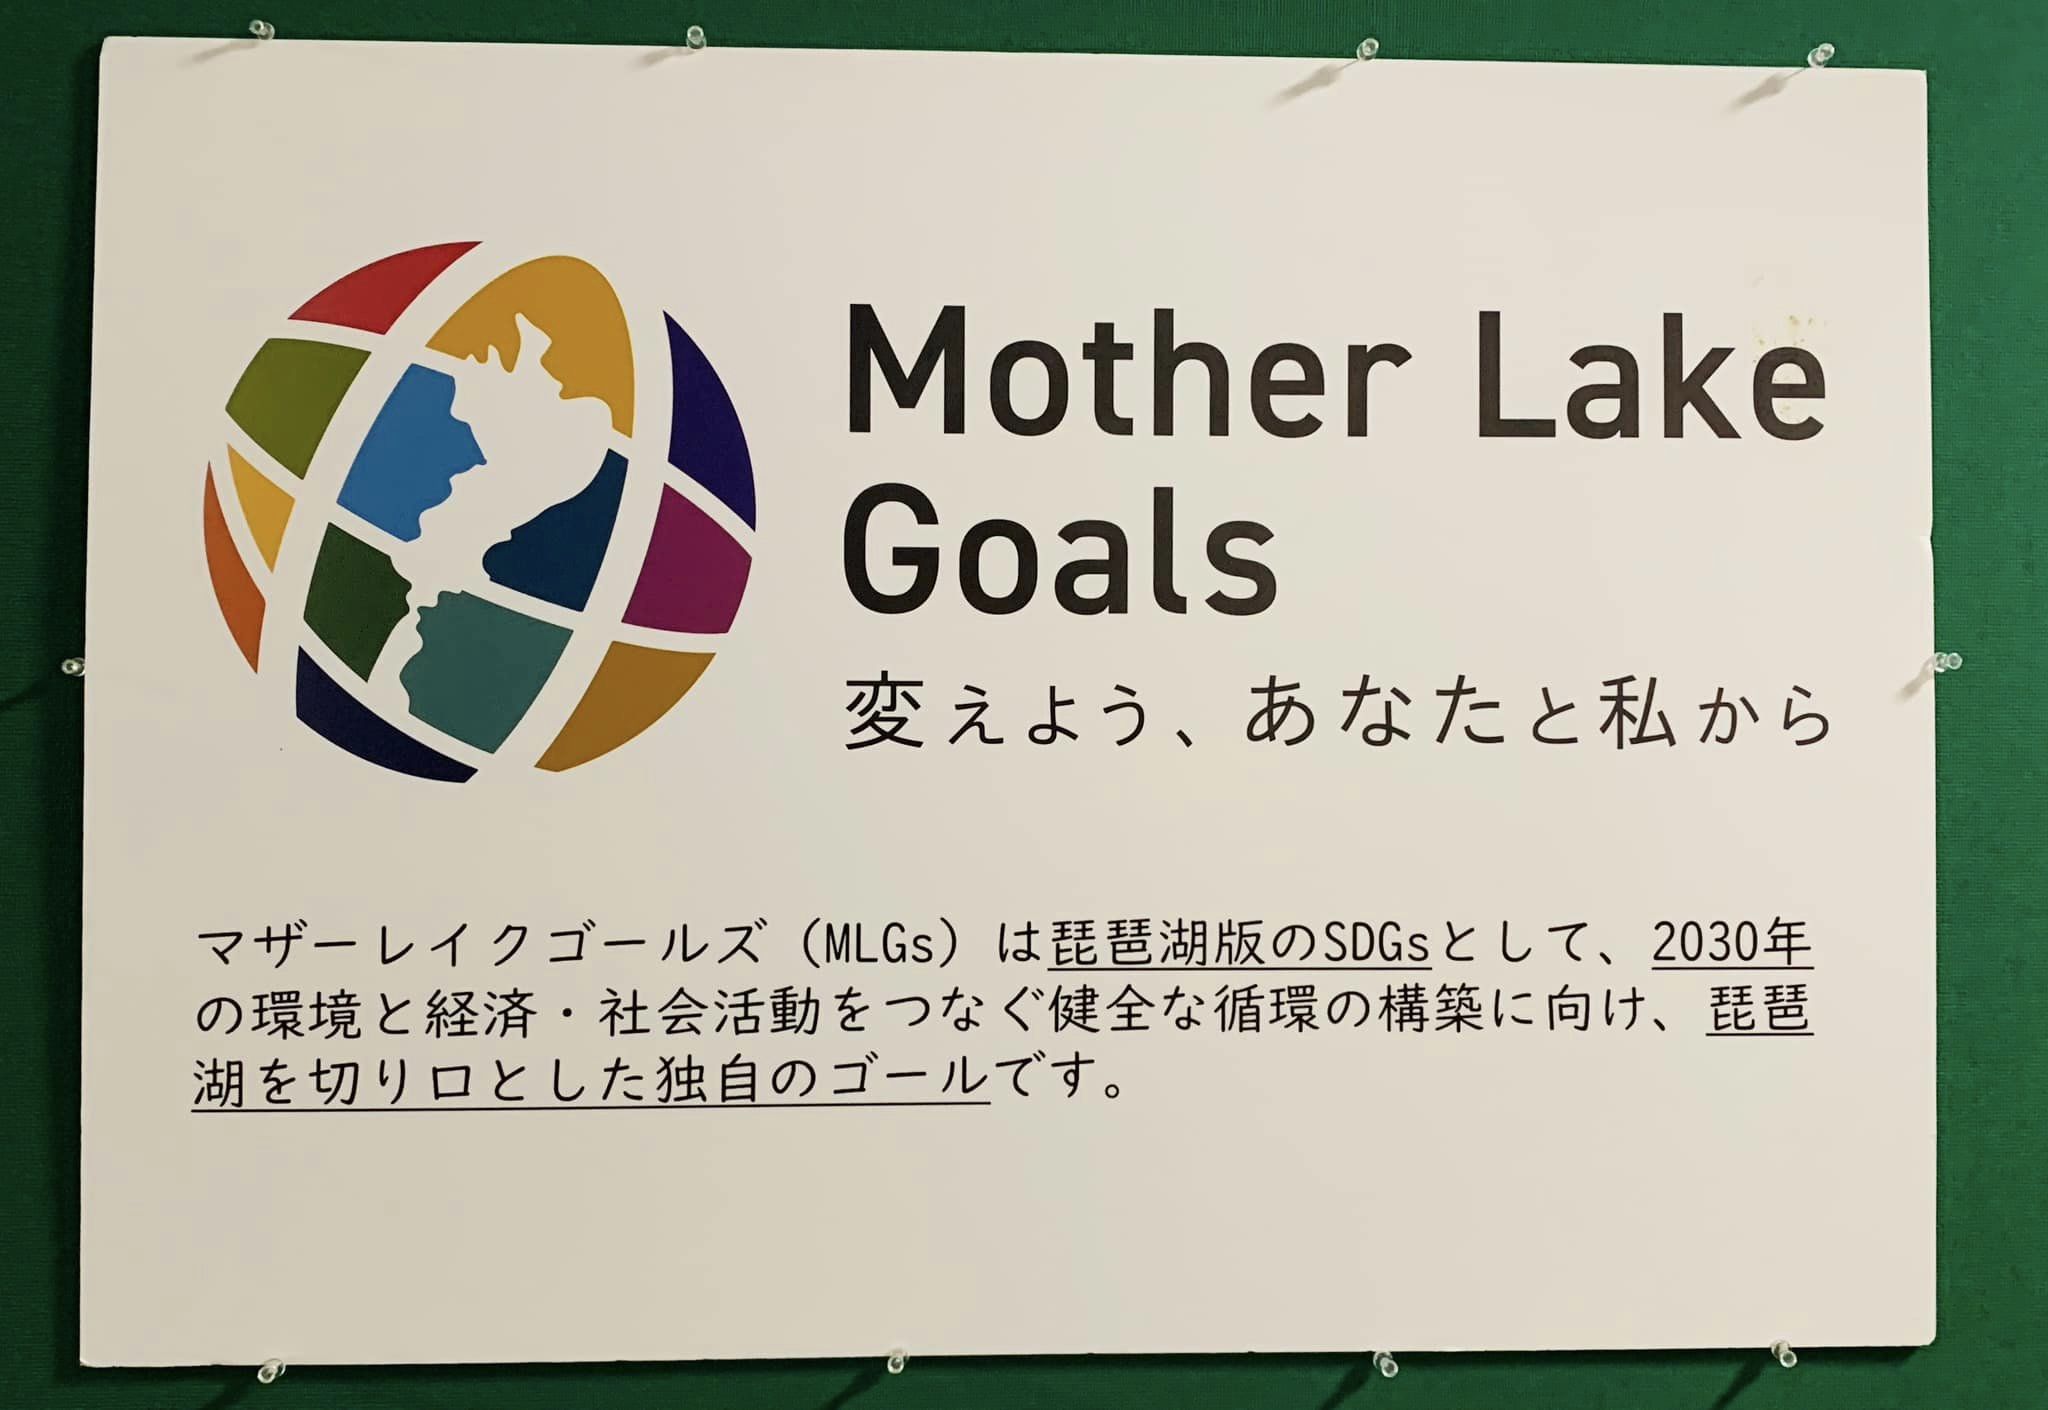 Mother Lake
Goals
変えよう、あなたと私から
マザーレイクゴールズ（MLGs）は琵琶湖版のSDGsとして、2030年
の環境と経済・社会活動をつなぐ健全な循環の構築に向け、琵琶
湖を切り口とした独自のゴールです。